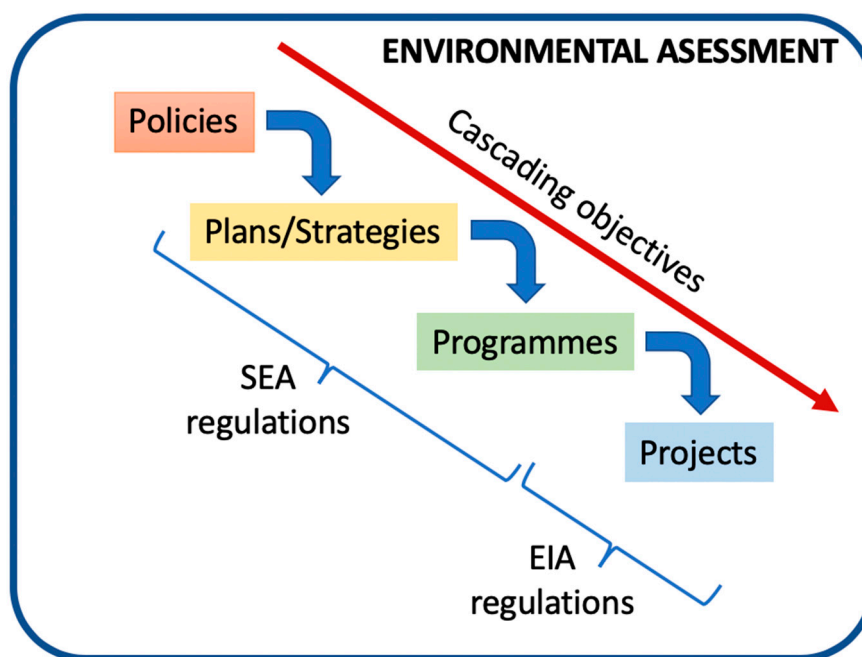 ENVIRONMENTAL ASESSMENT
Policies
Cascading objectives
Plans/Strategies
Programmes
SEA
regulations
Projects
EIA
regulations